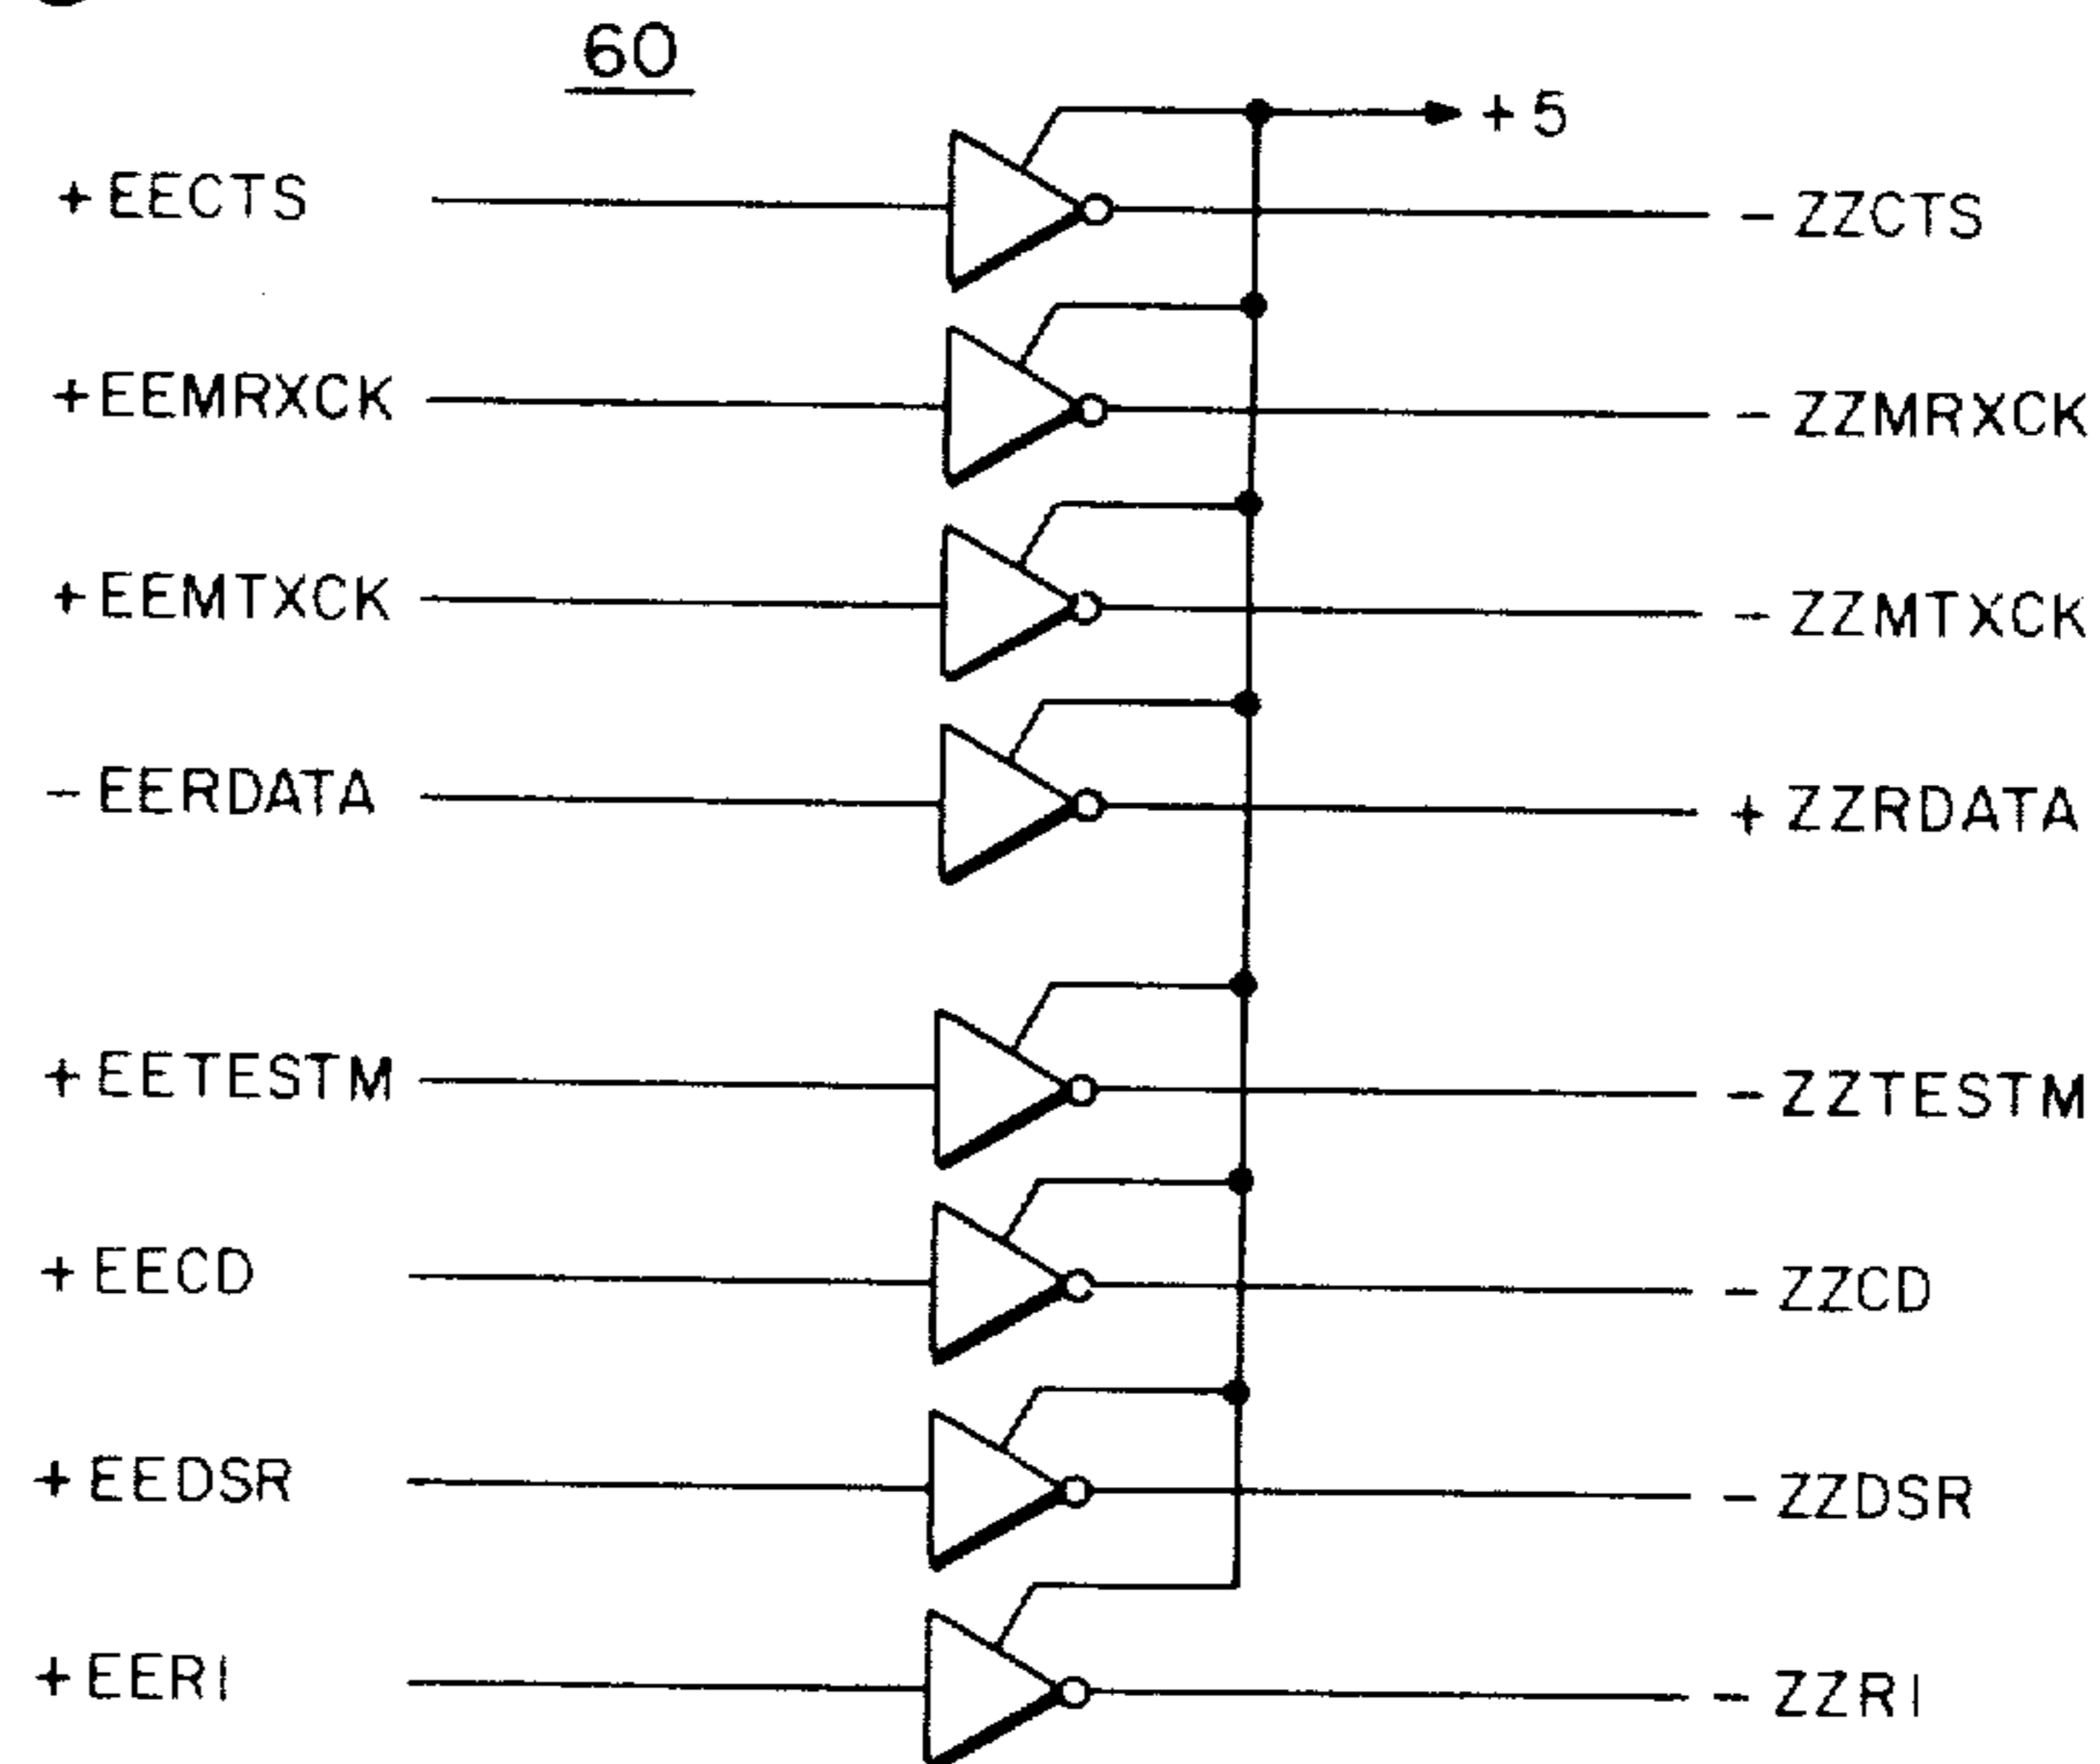 60
+ 5
+ EECTS - ZZCTS
+ EEMRXCK - ZZMRXCK
+ EEMTXCK - ZZMTXCK
- EERDATA + ZZRDATA
+ EETESTM - ZZTESTM
+ EECD - ZZCD
+ EEDSR - ZZDSR
+ EERI - ZZRI